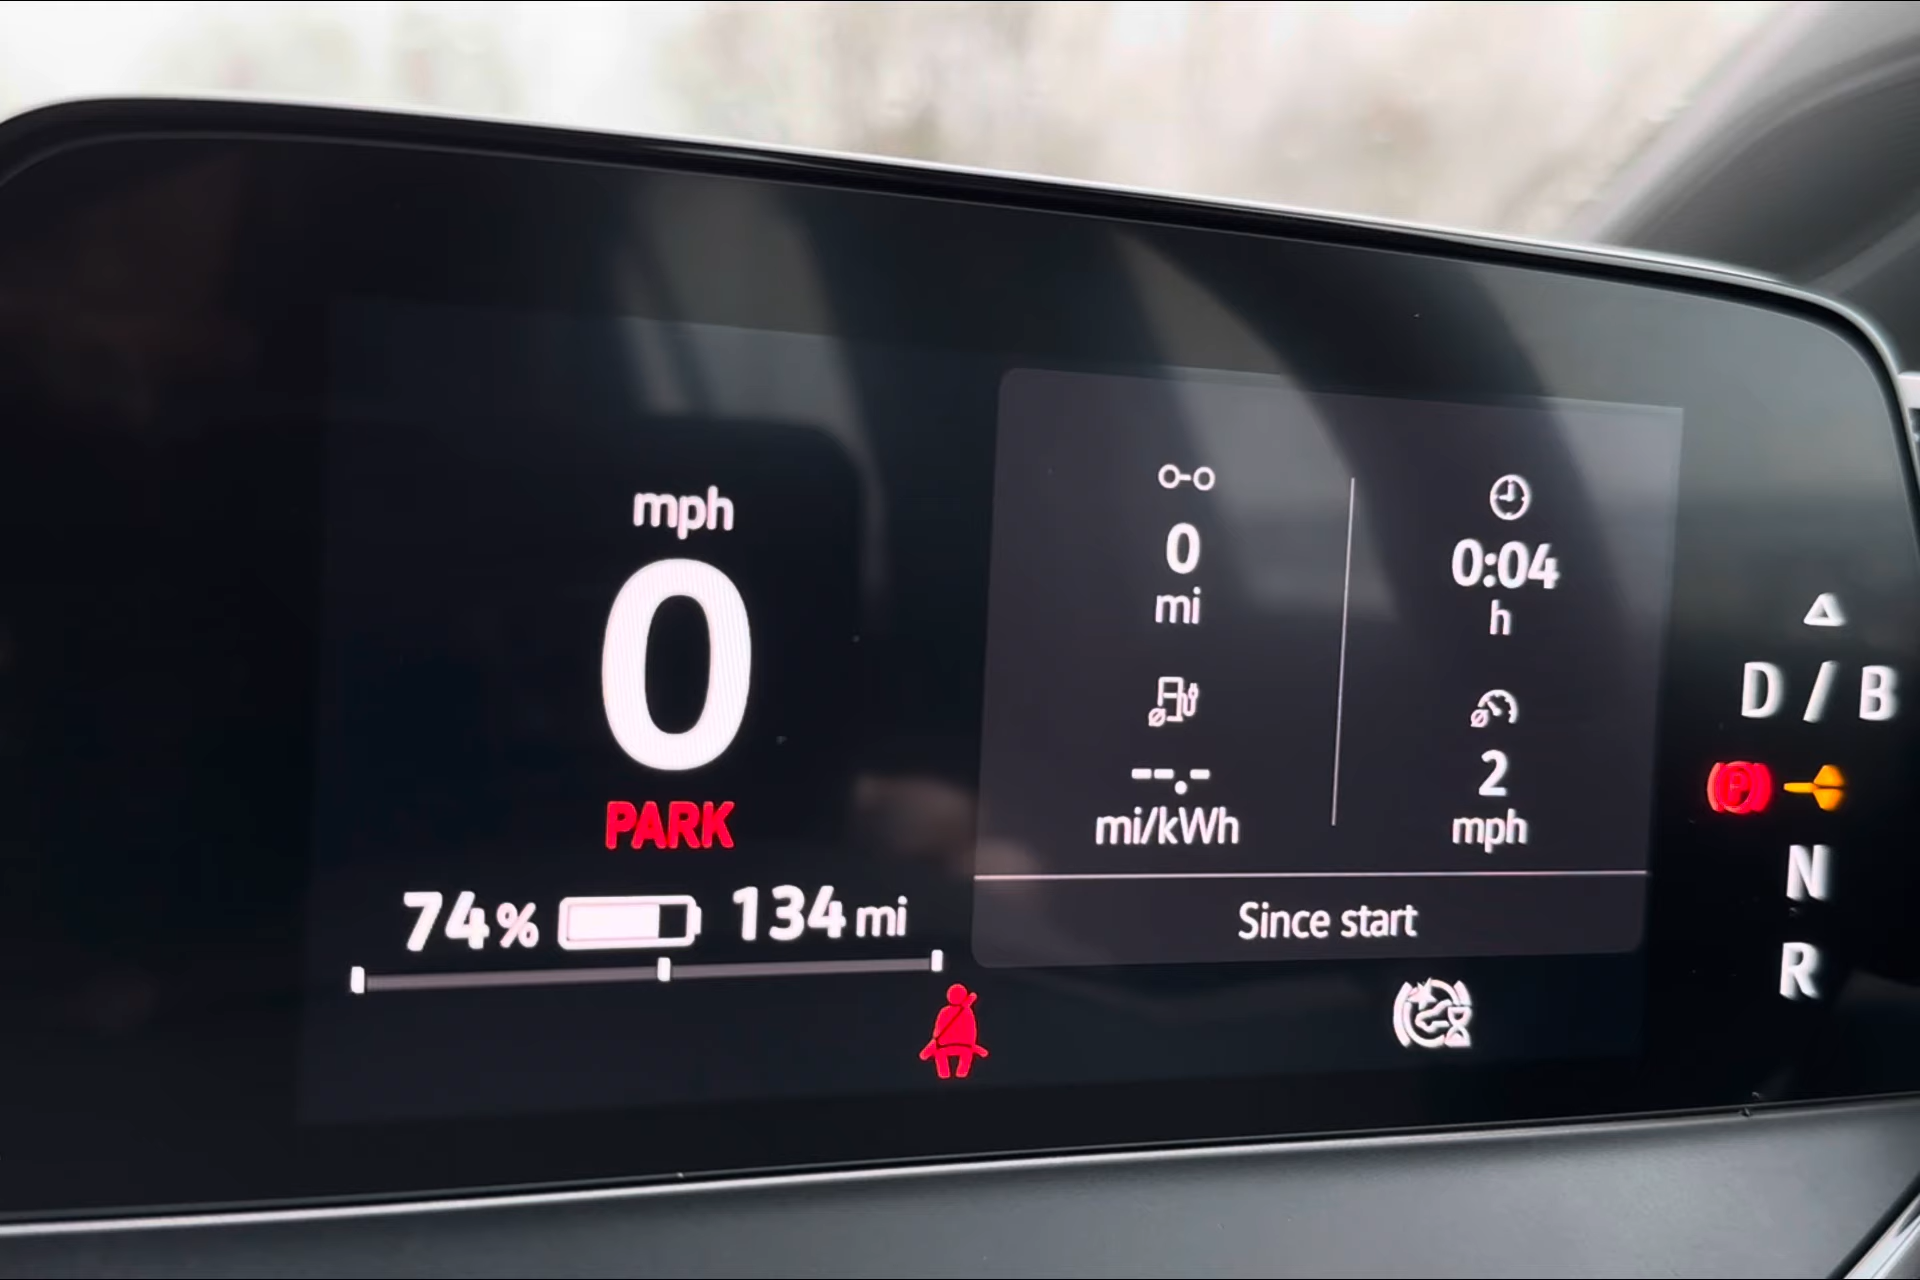 mph
0
PARK
74% 134 mi
0
mi
0:04
h
--.-
mi/kWh
2
mph
Since start
D / B
P
N
R